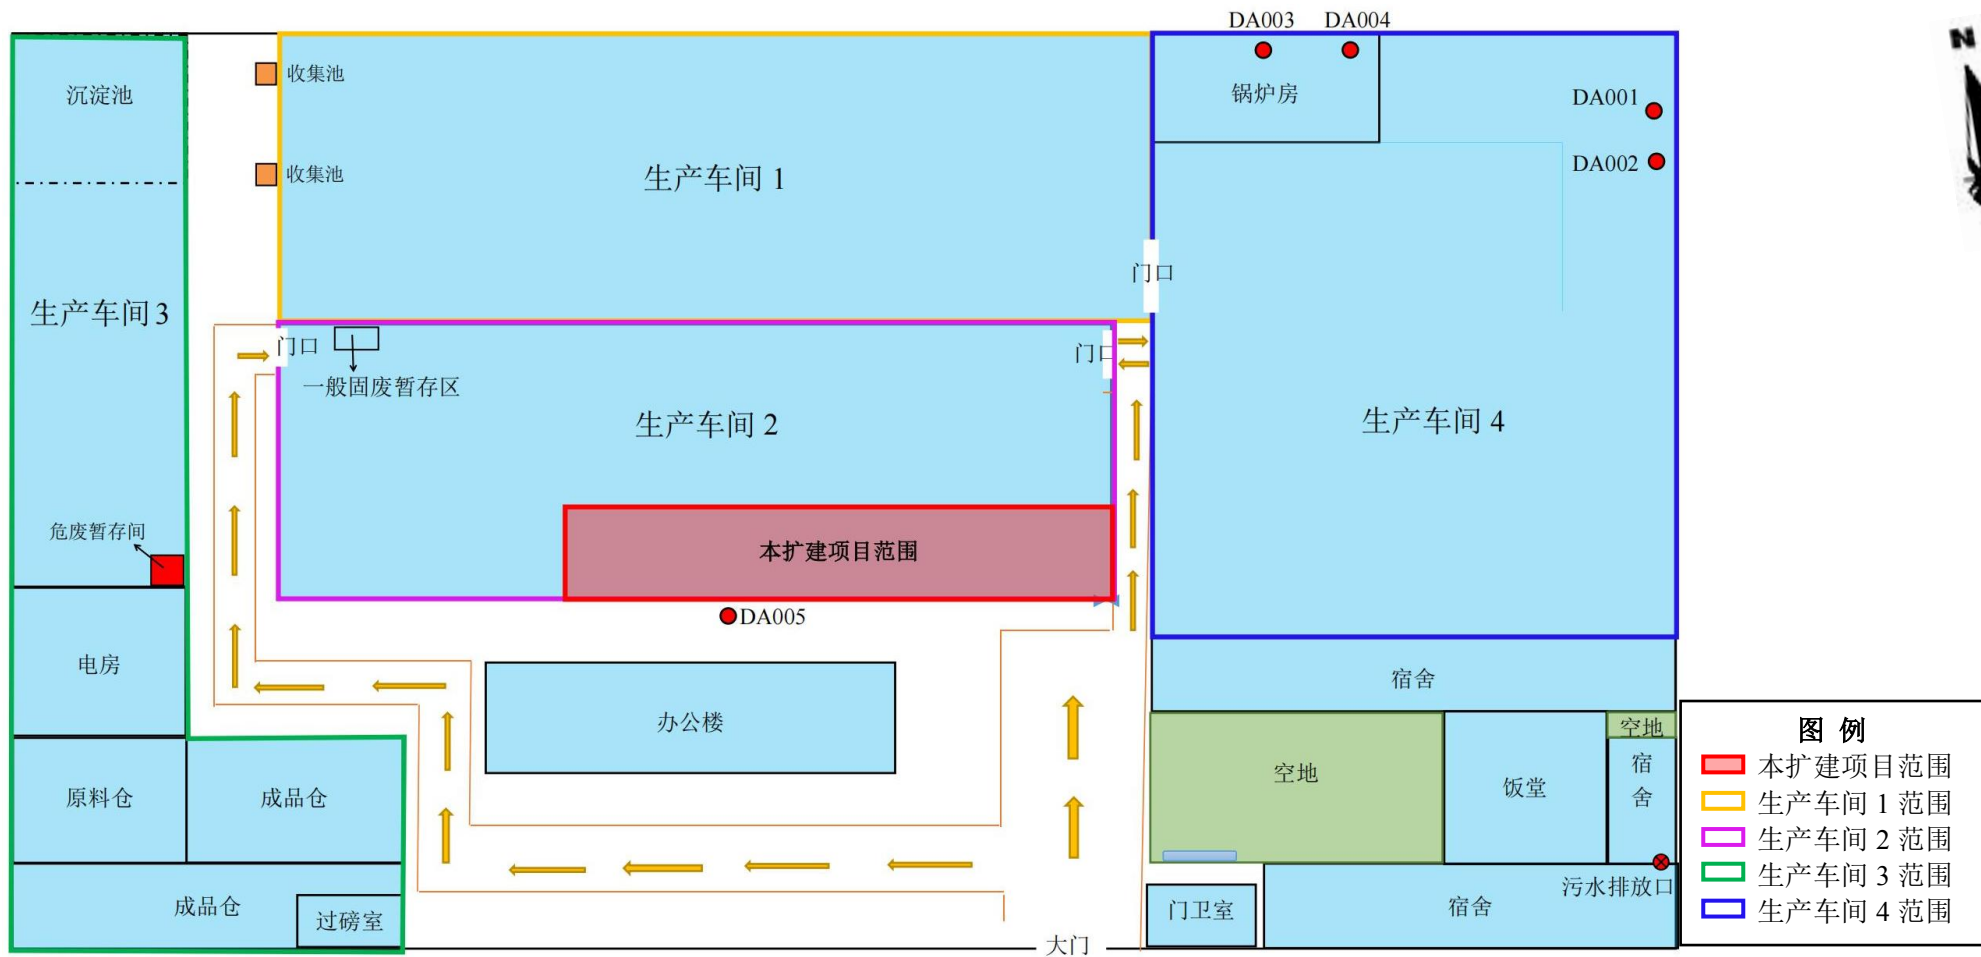 DA003
DA004
N
收集池
沉淀池
锅炉房
DA001
DA002
收集池
生产车间 1
门口
生产车间 3
门口
一般固废暂存区
门口
生产车间 2
生产车间 4
危废暂存间
本扩建项目范围
DA005
电房
宿舍
办公楼
空地
空地
饭堂
宿
舍
原料仓
成品仓
污水排放口
成品仓
过磅室
门卫室
宿舍
大门
图 例
本扩建项目范围
生产车间 1 范围
生产车间 2 范围
生产车间 3 范围
生产车间 4 范围